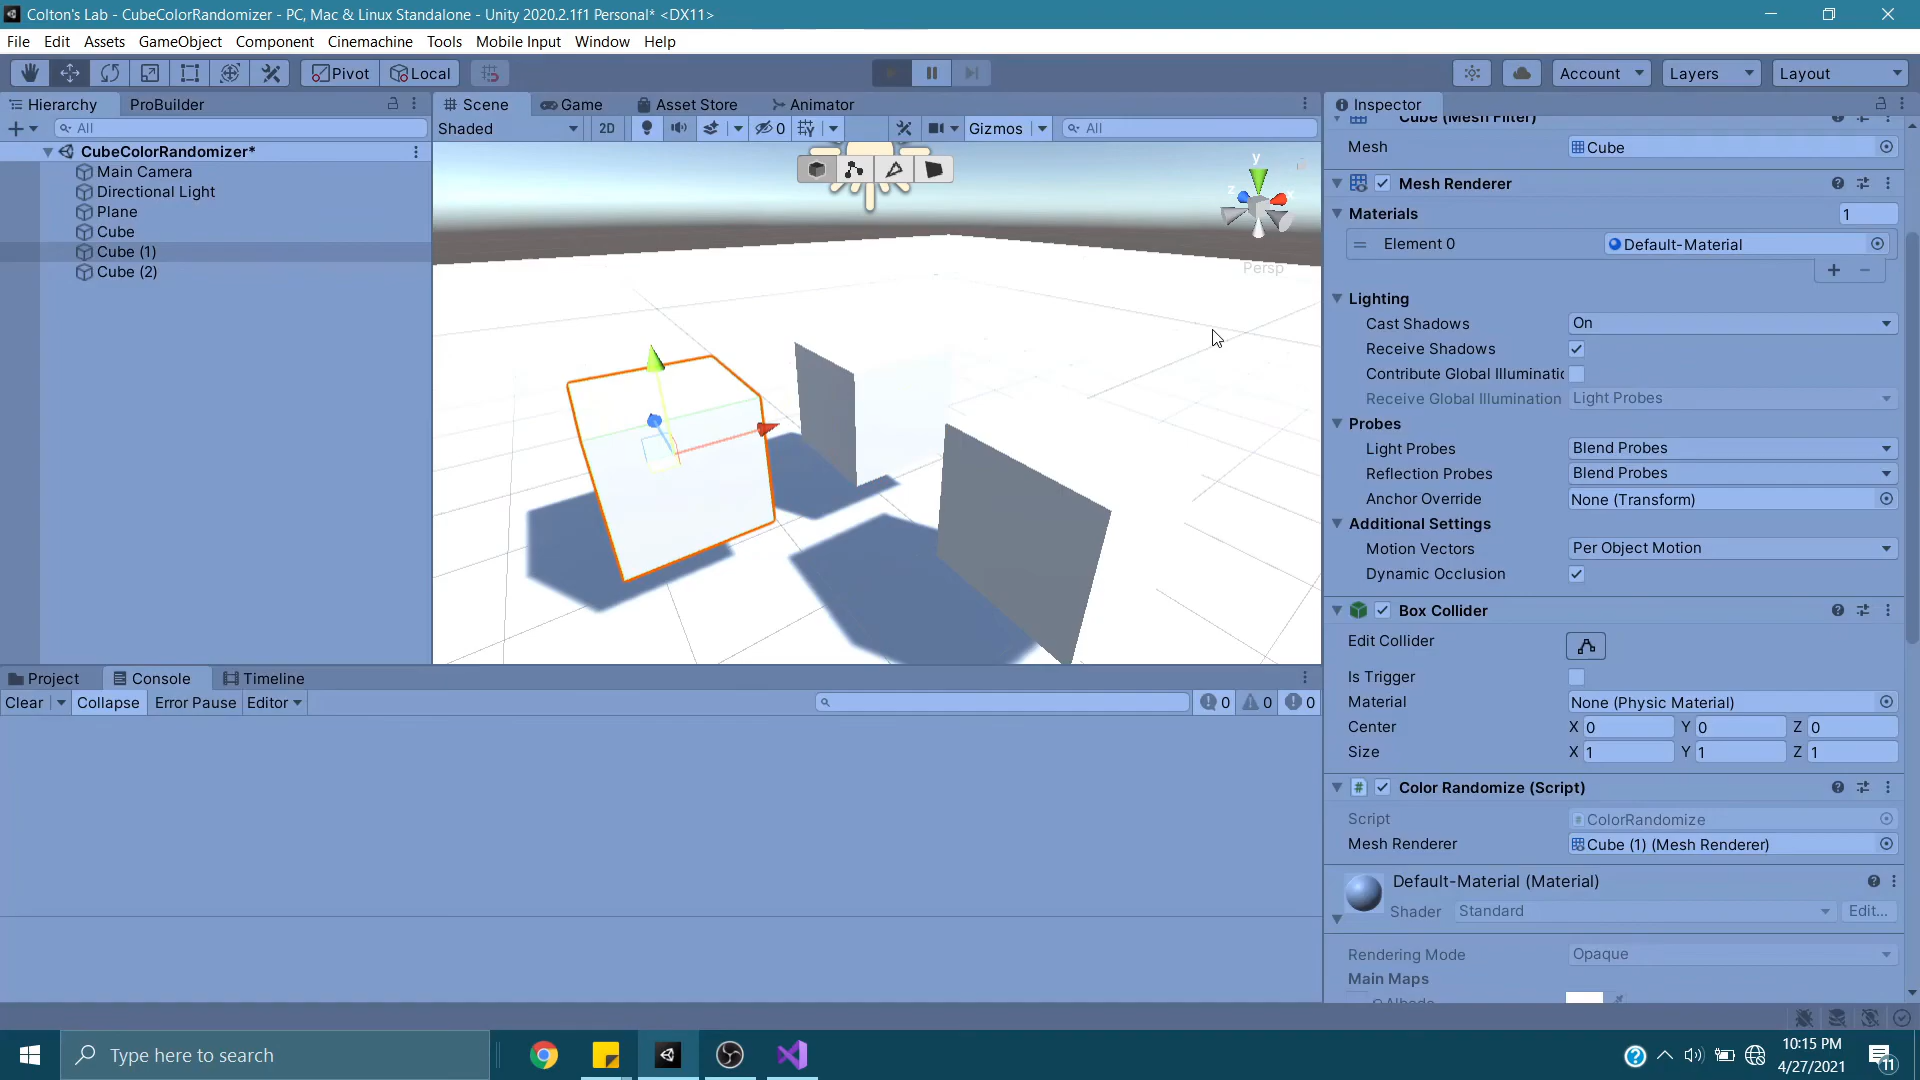 Colton's Lab - CubeColorRandomizer - PC, Mac & Linux Standalone - Unity 2020.2.1f1 Personal* <DX11>
File Edit Assets GameObject Component Cinemachine Tools Mobile Input Window Help
Pivot Local Account Layers Layout
Hierarchy ProBuilder
All
CubeColorRandomizer*
Main Camera
Directional Light
Plane
Cube
Cube (1)
Cube (2)
Scene Game Asset Store Animator
Shaded 2D 0 Gizmos All
y
x
z
Persp
Project Console Timeline
Clear Collapse Error Pause Editor 0 0 0
Inspector
Cube (Mesh Filter)
Mesh Cube
Mesh Renderer
Materials 1
Element 0 Default-Material
Lighting
Cast Shadows On
Receive Shadows
Contribute Global Illuminatic
Receive Global Illumination Light Probes
Probes
Light Probes Blend Probes
Reflection Probes Blend Probes
Anchor Override None (Transform)
Additional Settings
Motion Vectors Per Object Motion
Dynamic Occlusion
Box Collider
Edit Collider
Is Trigger
Material None (Physic Material)
Center X 0 Y 0 Z 0
Size X 1 Y 1 Z 1
# Color Randomize (Script)
Script ColorRandomize
Mesh Renderer Cube (1) (Mesh Renderer)
Default-Material (Material)
Shader Standard Edit...
Rendering Mode Opaque
Main Maps
Albedo
Type here to search
10:15 PM
4/27/2021
11